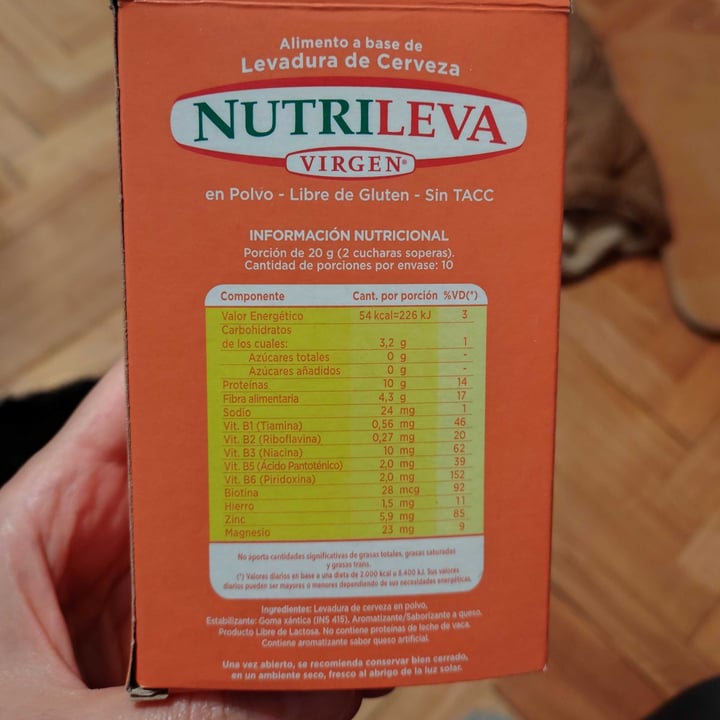 Alimento a base de
Levadura de Cerveza
NUTRILEVA
VIRGEN®
en Polvo - Libre de Gluten - Sin TACC
INFORMACIÓN NUTRICIONAL
Porción de 20 g (2 cucharas soperas).
Cantidad de porciones por envase: 10
Componente Cant. por porción %VD(*)
Valor Energético 54 kcal=226 kJ 3
Carbohidratos
de los cuales: 3,2 g 1
Azúcares totales 0 g -
Azúcares añadidos 0 g -
Proteínas 10 g 14
Fibra alimentaria 4,3 g 17
Sodio 24 mg 1
Vit. B1 (Tiamina) 0,56 mg 46
Vit. B2 (Riboflavina) 0,27 mg 20
Vit. B3 (Niacina) 10 mg 62
Vit. B5 (Ácido Pantoténico) 2,0 mg 39
Vit. B6 (Piridoxina) 2,0 mg 152
Biotina 28 mcg 92
Hierro 1,5 mg 11
Zinc 5,9 mg 85
Magnesio 23 mg 9
No aporta cantidades significativas de grasas totales, grasas saturadas
y grasas trans.
(*) Valores diarios en base a una dieta de 2.000 kcal u 8.400 kJ. Sus valores
diarios pueden ser mayores o menores dependiendo de sus necesidades energéticas.
Ingredientes: Levadura de cerveza en polvo,
Estabilizante: Goma xántica (INS 415), Aromatizante/Saborizante a queso.
Producto Libre de Lactosa. No contiene proteínas de leche de vaca.
Contiene aromatizante sabor queso artificial.
Una vez abierto, se recomienda conservar bien cerrado,
en un ambiente seco, fresco al abrigo de la luz solar.